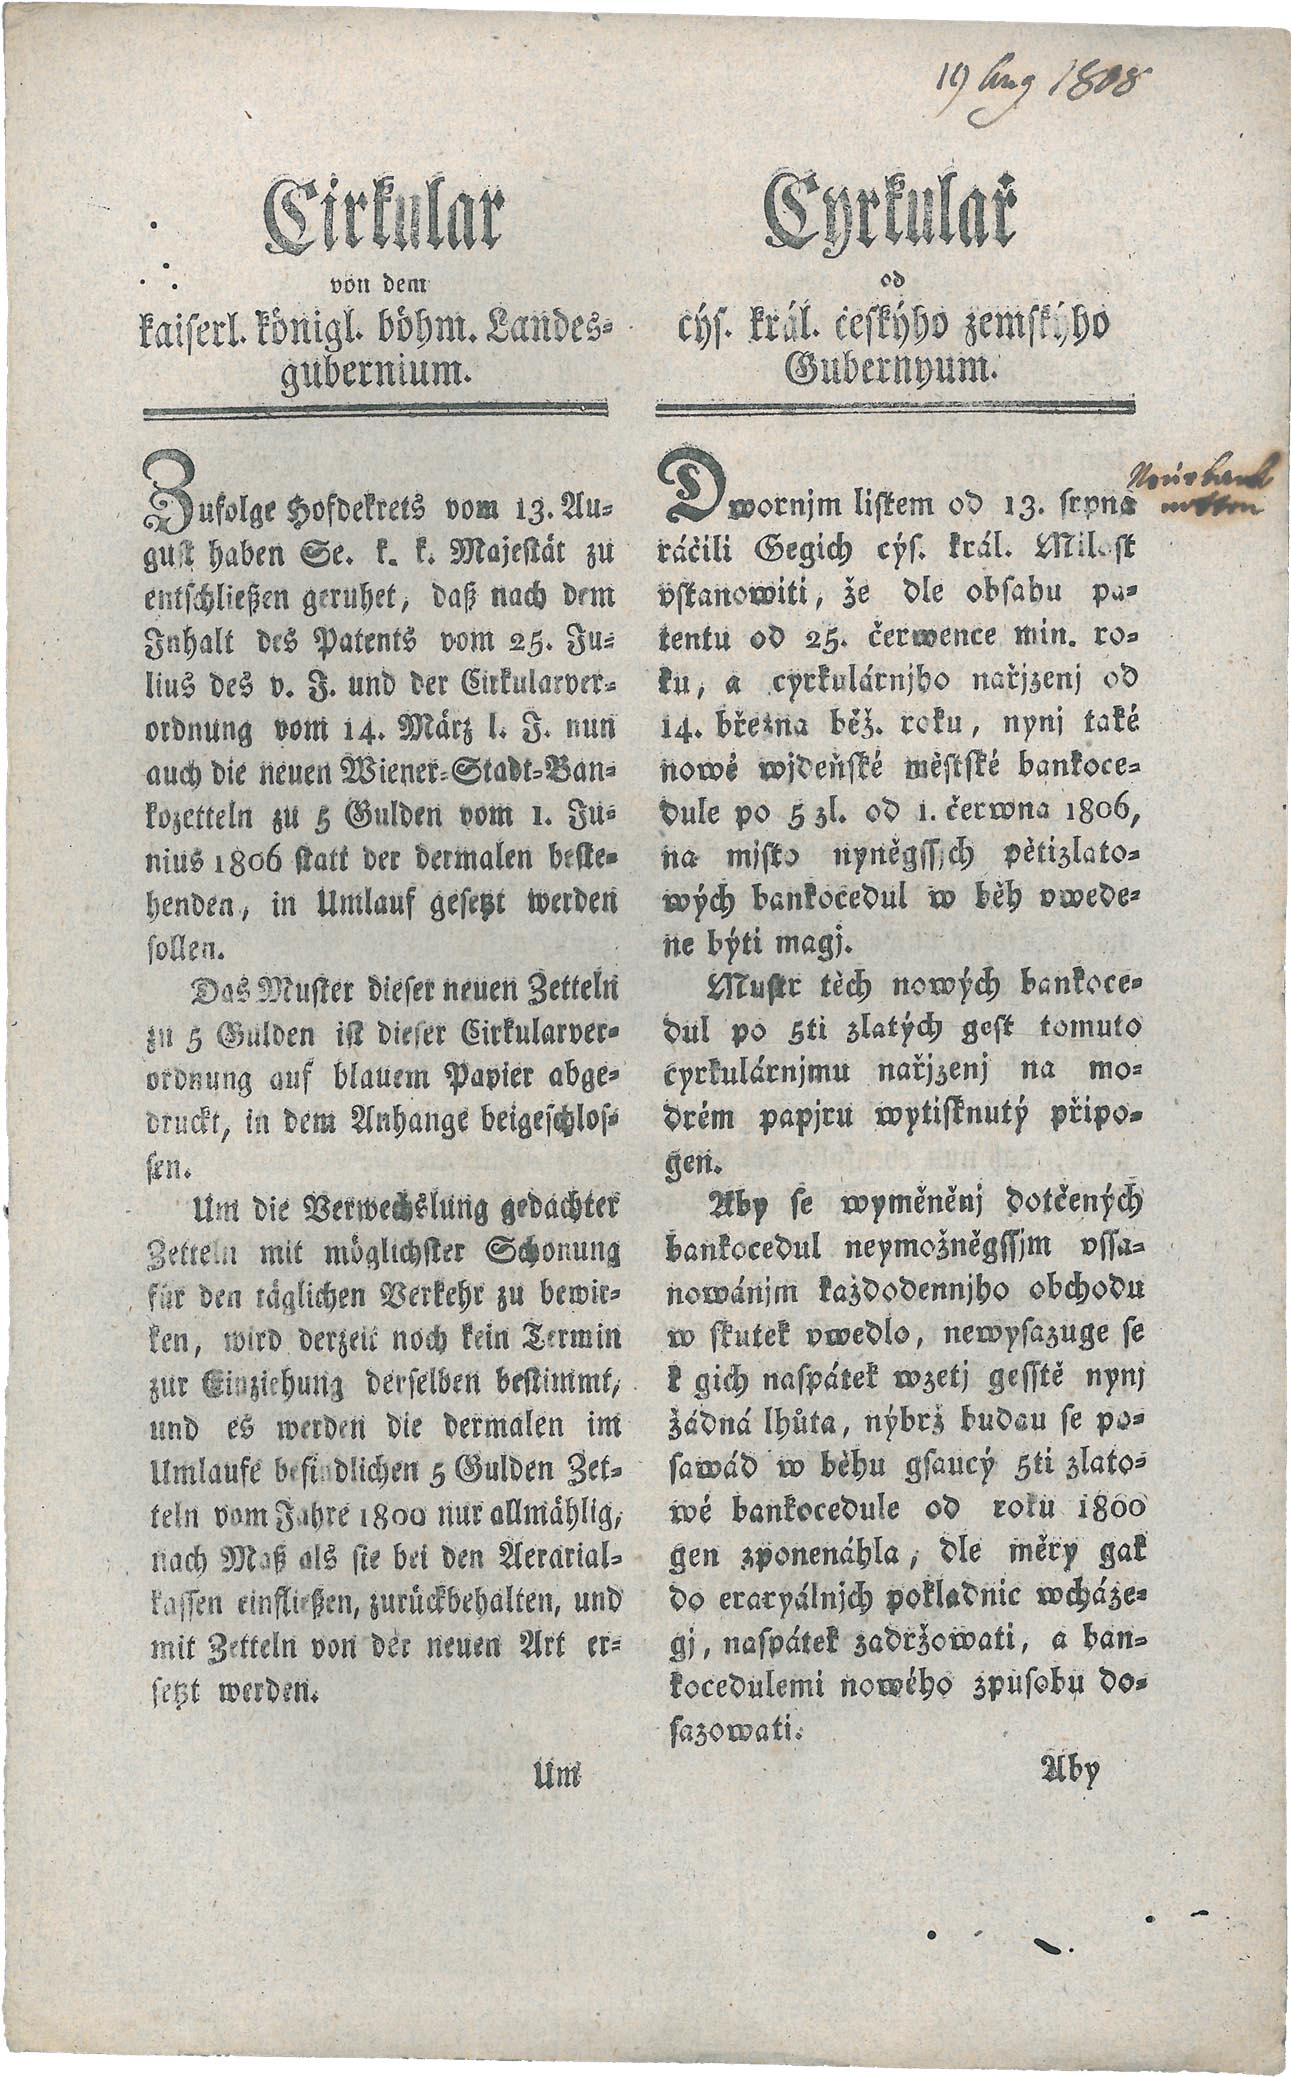 19 Aug 1808
Cirkular
von dem
kaiserl. königl. böhm. Landes-
gubernium.
Zufolge Hofdekrets vom 13. Au-
gust haben Se. k. k. Majestät zu
entschließen geruhet, daß nach dem
Inhalt des Patents vom 25. Ju-
lius des v. J. und der Cirkularver-
ordnung vom 14. März l. J. nun
auch die neuen Wiener-Stadt-Ban-
kozetteln zu 5 Gulden vom 1. Ju-
nius 1806 statt der dermalen beste-
henden, in Umlauf gesetzt werden
sollen.
Das Muster dieser neuen Zetteln
zu 5 Gulden ist dieser Cirkularver-
ordnung auf blauem Papier abge-
druckt, in dem Anhange beigeschlos-
sen.
Um die Verwechslung gedachter
Zetteln mit möglichster Schonung
für den täglichen Verkehr zu bewir-
ken, wird derzeit noch kein Termin
zur Einziehung derselben bestimmt,
und es werden die dermalen im
Umlaufe befindlichen 5 Gulden Zet-
teln vom Jahre 1800 nur allmählig,
nach Maß als sie bei den Aerarial-
kassen einfließen, zurückbehalten, und
mit Zetteln von der neuen Art er-
setzt werden.
Um
Cyrkulař
od
cýs. král. českýho zemskýho
Gubernyum.
Dwornjm listem od 13. srpna
ráčili Gegich cýs. král. Milost
vstanowiti, že dle obsahu pa-
tentu od 25. čerwence min. ro-
ku, a cyrkulárnjho nařjzenj od
14. března běž. roku, nynj také
nowé wjdeňské městské bankoce-
dule po 5 zl. od 1. čerwna 1806,
na mjsto nyněgssjch pětizlato-
wých bankocedul w běh vwede-
ne býti magj.
Mustr těch nowých bankoce-
dul po 5ti zlatých gest tomuto
cyrkulárnjmu nařjzenj na mo-
drém papjru wytisknutý připo-
gen.
Aby se wyměněnj dotčených
bankocedul neymožněgssjm vssa-
nowánjm každodennjho obchodu
w skutek vwedlo, newysazuge se
k gich naspátek wzetj gesstě nynj
žádná lhůta, nýbrž budau se po-
sawád w běhu gsaucý 5ti zlato-
wé bankocedule od roku 1800
gen zponenáhla, dle měry gak
do eraryálnjch pokladnic wcháze-
gj, naspátek zadržowati, a ban-
kocedulemi nowého způsobu do-
sazowati.
Aby